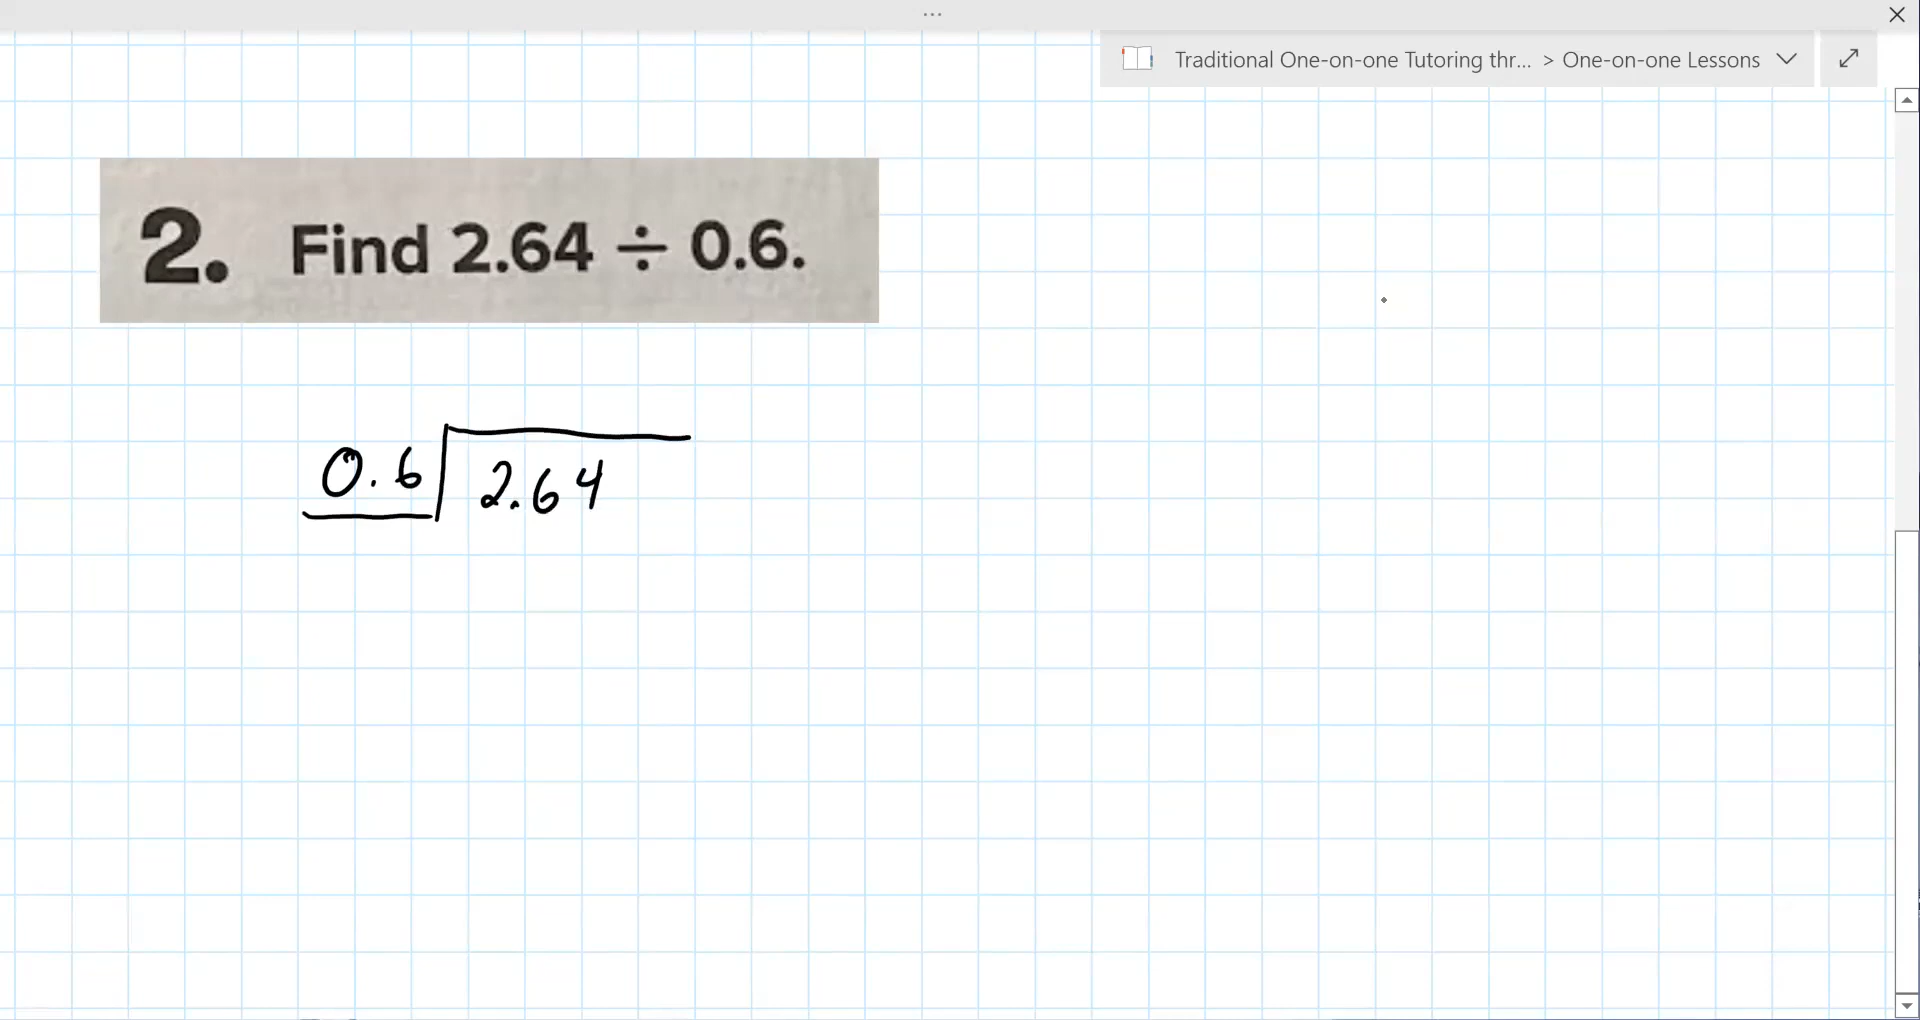 ...
Traditional One-on-one Tutoring thr... > One-on-one Lessons
2. Find 2.64 ÷ 0.6.
0.6 2.64